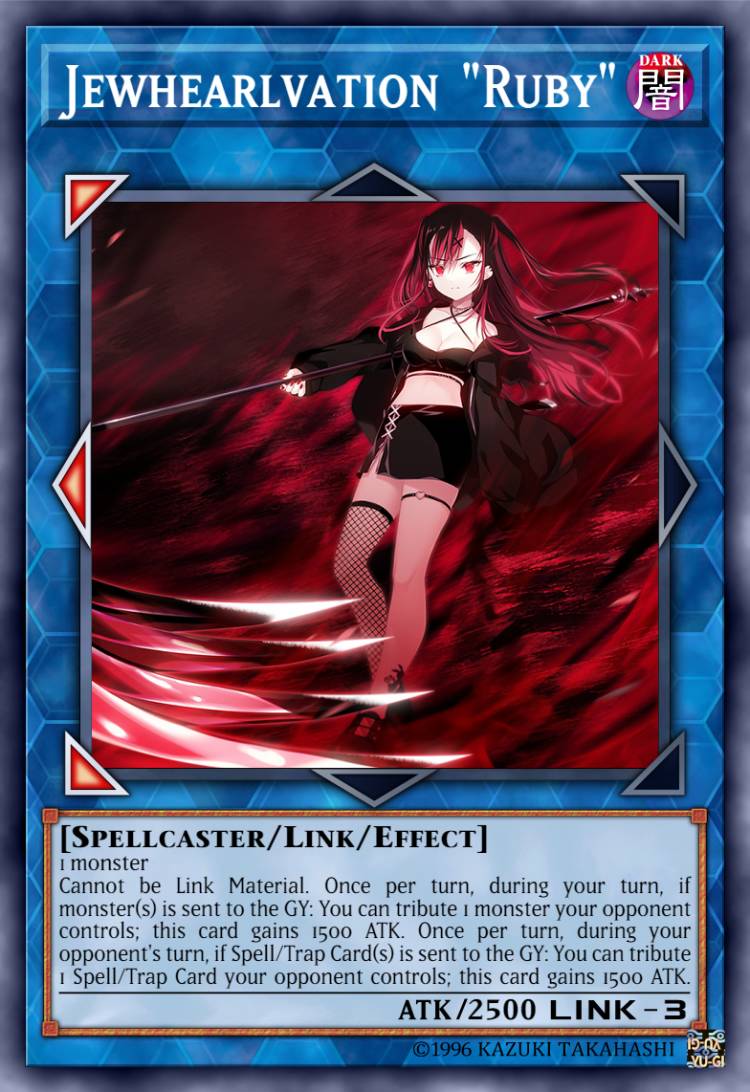 Jewhearlvation "Ruby"
DARK
闇
[Spellcaster/Link/Effect]
1 monster
Cannot be Link Material. Once per turn, during your turn, if
monster(s) is sent to the GY: You can tribute 1 monster your opponent
controls; this card gains 1500 ATK. Once per turn, during your
opponent's turn, if Spell/Trap Card(s) is sent to the GY: You can tribute
1 Spell/Trap Card your opponent controls; this card gains 1500 ATK.
ATK/2500 LINK-3
©1996 KAZUKI TAKAHASHI